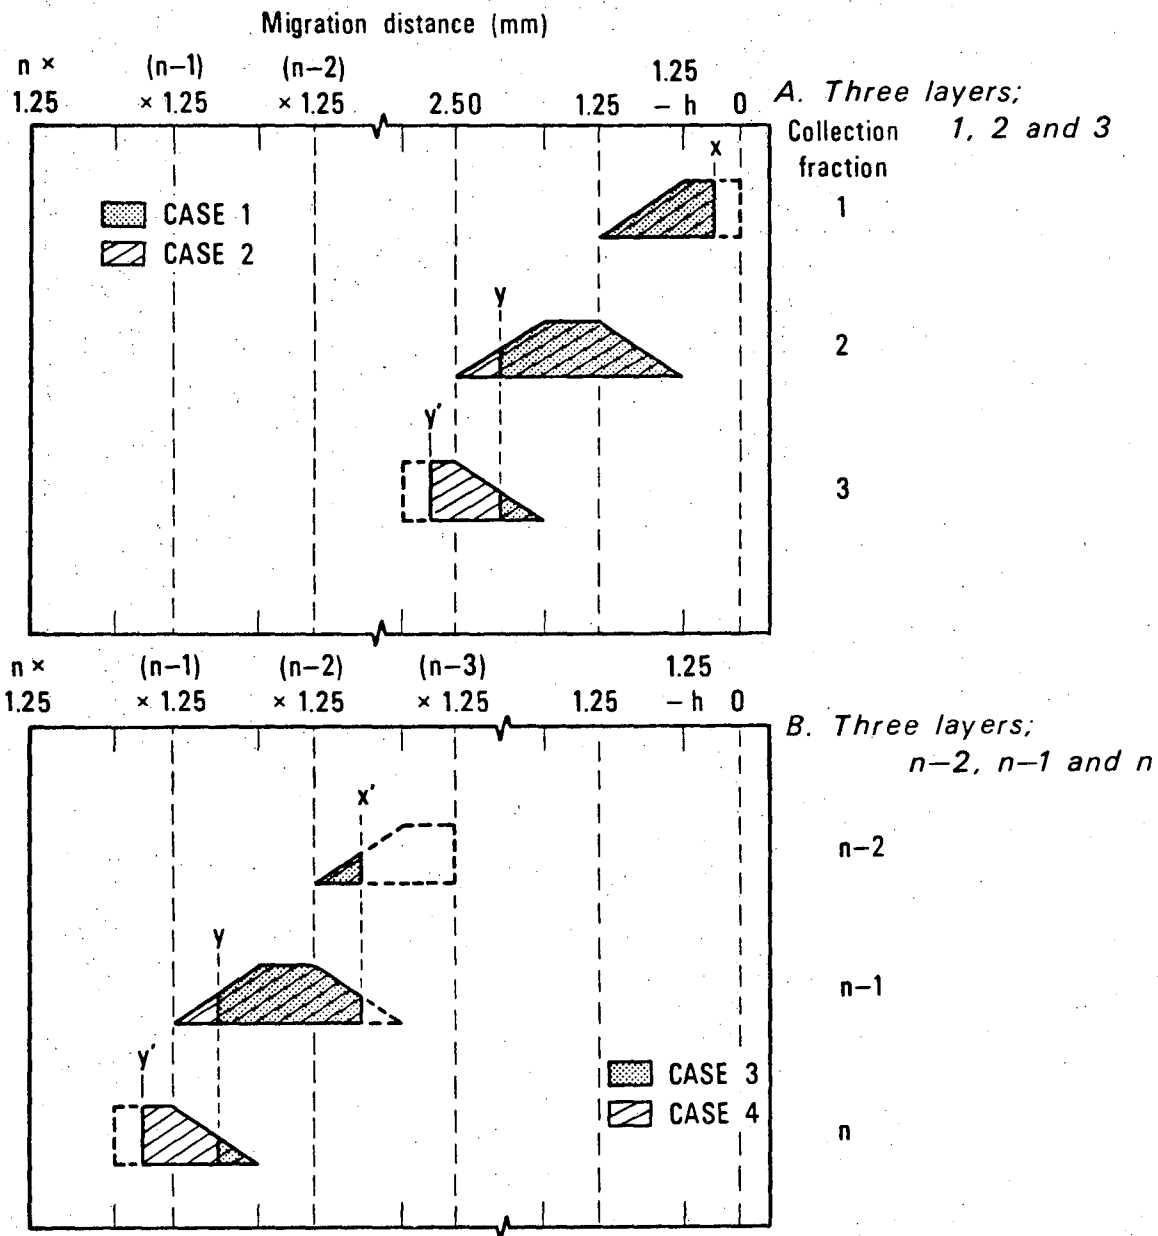 Migration distance (mm)
n × (n−1) (n−2) 1.25
1.25 × 1.25 × 1.25 2.50 1.25 − h 0
A. Three layers;
1, 2 and 3
Collection
fraction
x
1
CASE 1
CASE 2
y
2
y'
3
n × (n−1) (n−2) (n−3) 1.25
1.25 × 1.25 × 1.25 × 1.25 1.25 − h 0
B. Three layers;
n−2, n−1 and n
x'
n−2
y
n−1
y'
CASE 3
CASE 4
n